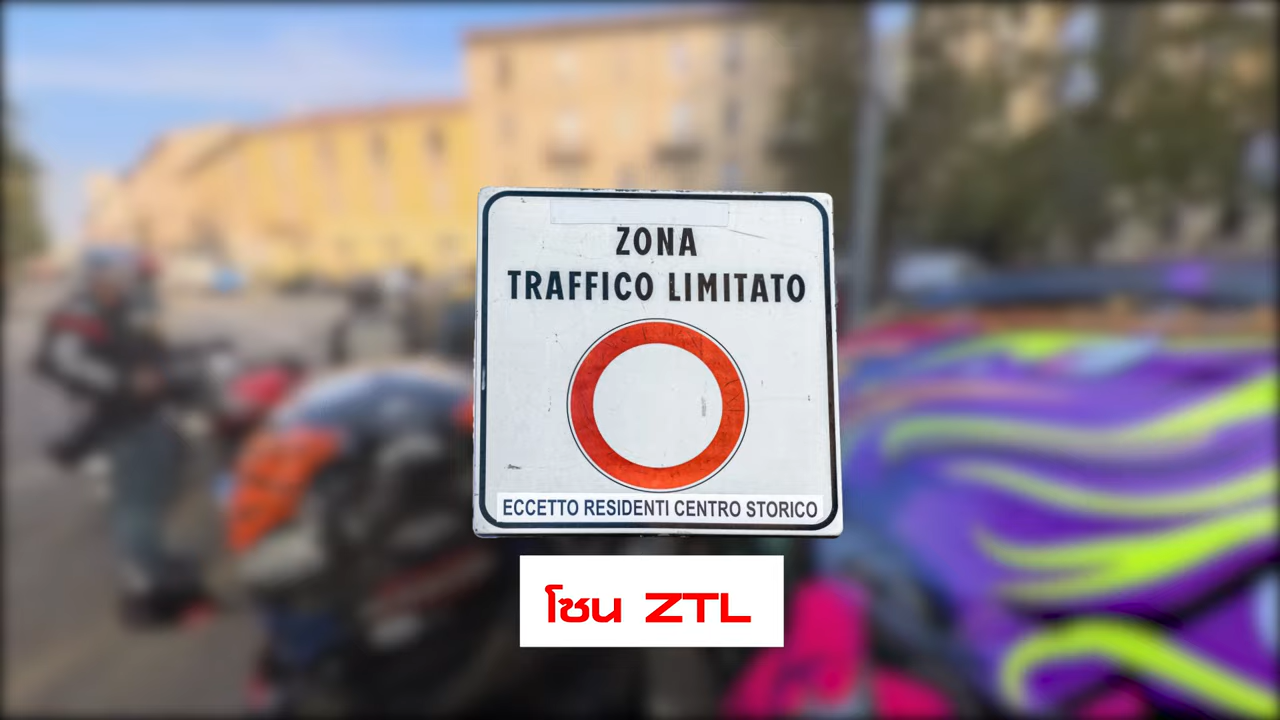 ZONA
TRAFFICO LIMITATO
ECCETTO RESIDENTI CENTRO STORICO
โซน ZTL